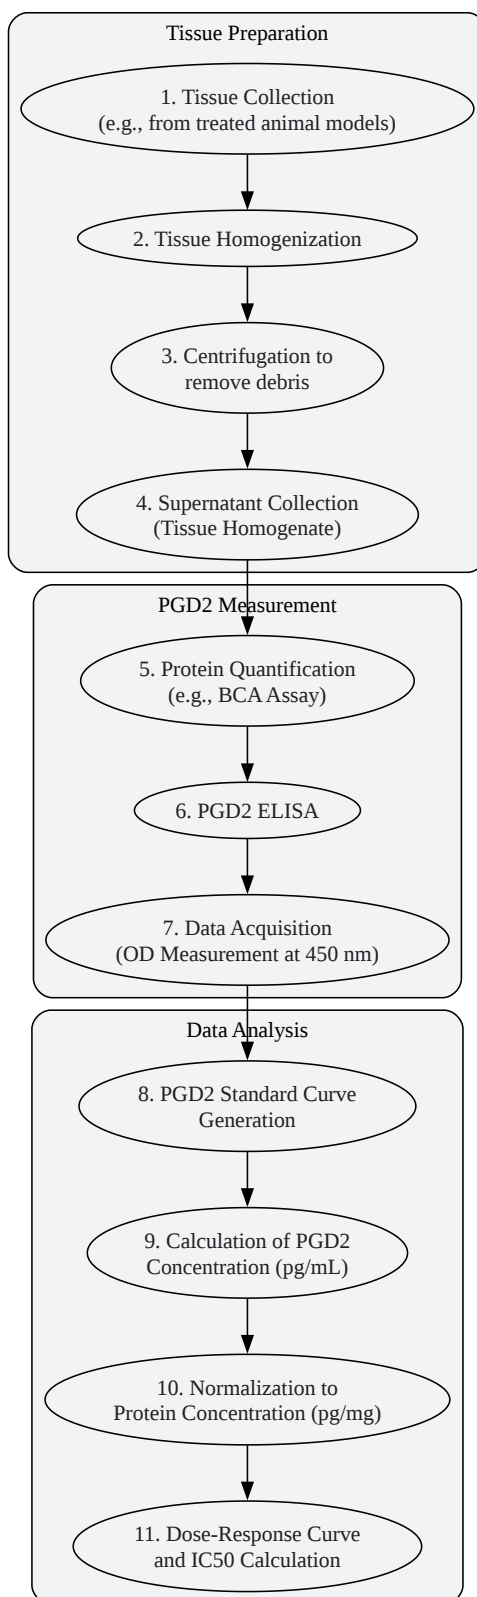 Tissue Preparation
1. Tissue Collection
(e.g., from treated animal models)
2. Tissue Homogenization
3. Centrifugation to
remove debris
4. Supernatant Collection
(Tissue Homogenate)
PGD2 Measurement
5. Protein Quantification
(e.g., BCA Assay)
6. PGD2 ELISA
7. Data Acquisition
(OD Measurement at 450 nm)
Data Analysis
8. PGD2 Standard Curve
Generation
9. Calculation of PGD2
Concentration (pg/mL)
10. Normalization to
Protein Concentration (pg/mg)
11. Dose-Response Curve
and IC50 Calculation